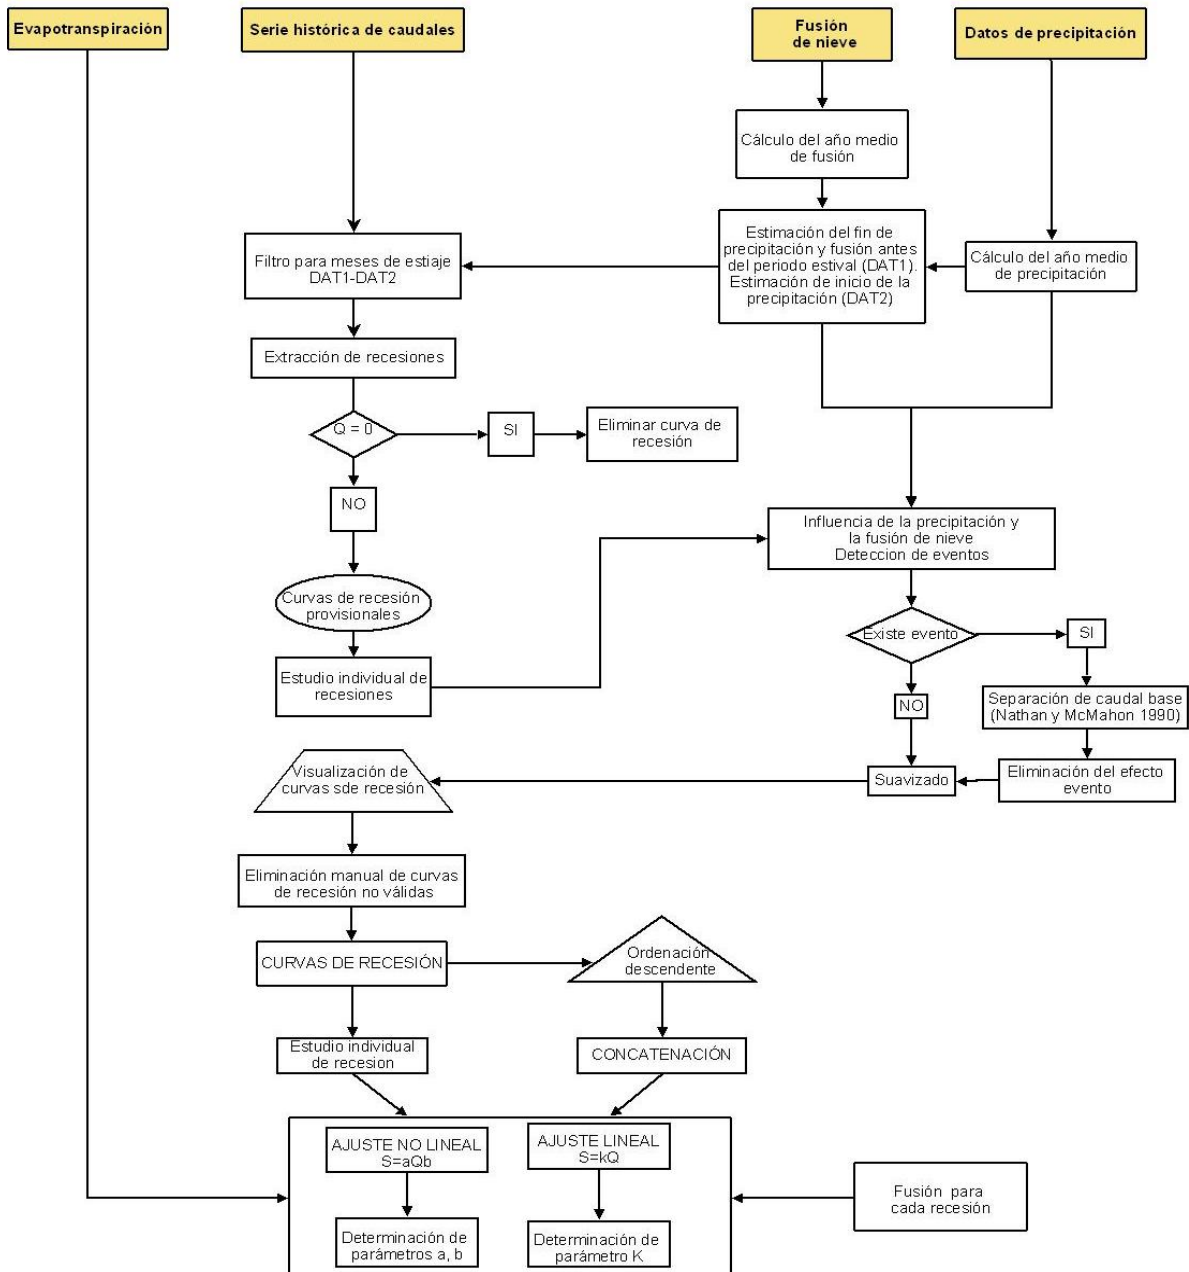 Evapotranspiración
Serie histórica de caudales
Fusión
de nieve
Datos de precipitación
Cálculo del año medio
de fusión
Estimación del fin de
precipitación y fusión antes
del periodo estival (DAT1).
Estimación de inicio de la
precipitación (DAT2)
Cálculo del año medio
de precipitación
Filtro para meses de estiaje
DAT1-DAT2
Extracción de recesiones
Q = 0
SI
Eliminar curva de
recesión
NO
Curvas de recesión
provisionales
Estudio individual de
recesiones
Influencia de la precipitación y
la fusión de nieve
Deteccion de eventos
Existe evento
SI
NO
Separación de caudal base
(Nathan y McMahon 1990)
Eliminación del efecto
evento
Suavizado
Visualización de
curvas sde recesión
Eliminación manual de curvas
de recesión no válidas
CURVAS DE RECESIÓN
Ordenación
descendente
Estudio individual
de recesion
CONCATENACIÓN
AJUSTE NO LINEAL
S=aQb
AJUSTE LINEAL
S=kQ
Determinación de
parámetros a, b
Determinación de
parámetro K
Fusión para
cada recesión